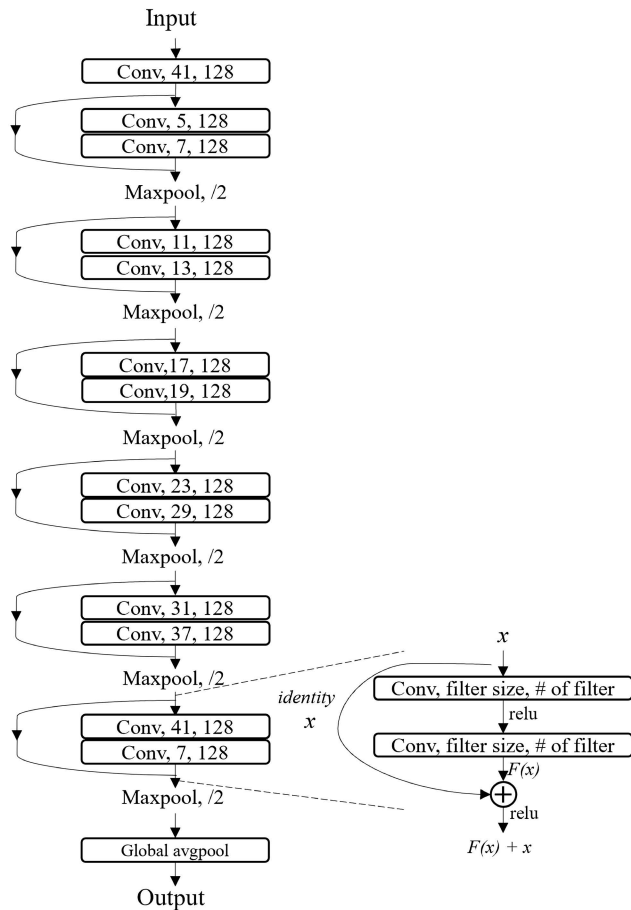 Input
Conv, 41, 128
Conv, 5, 128
Conv, 7, 128
Maxpool, /2
Conv, 11, 128
Conv, 13, 128
Maxpool, /2
Conv,17, 128
Conv,19, 128
Maxpool, /2
Conv, 23, 128
Conv, 29, 128
Maxpool, /2
Conv, 31, 128
Conv, 37, 128
Maxpool, /2
Conv, 41, 128
Conv, 7, 128
Maxpool, /2
Global avgpool
Output
x
identity
x
Conv, filter size, # of filter
relu
Conv, filter size, # of filter
F(x)
+
relu
F(x) + x